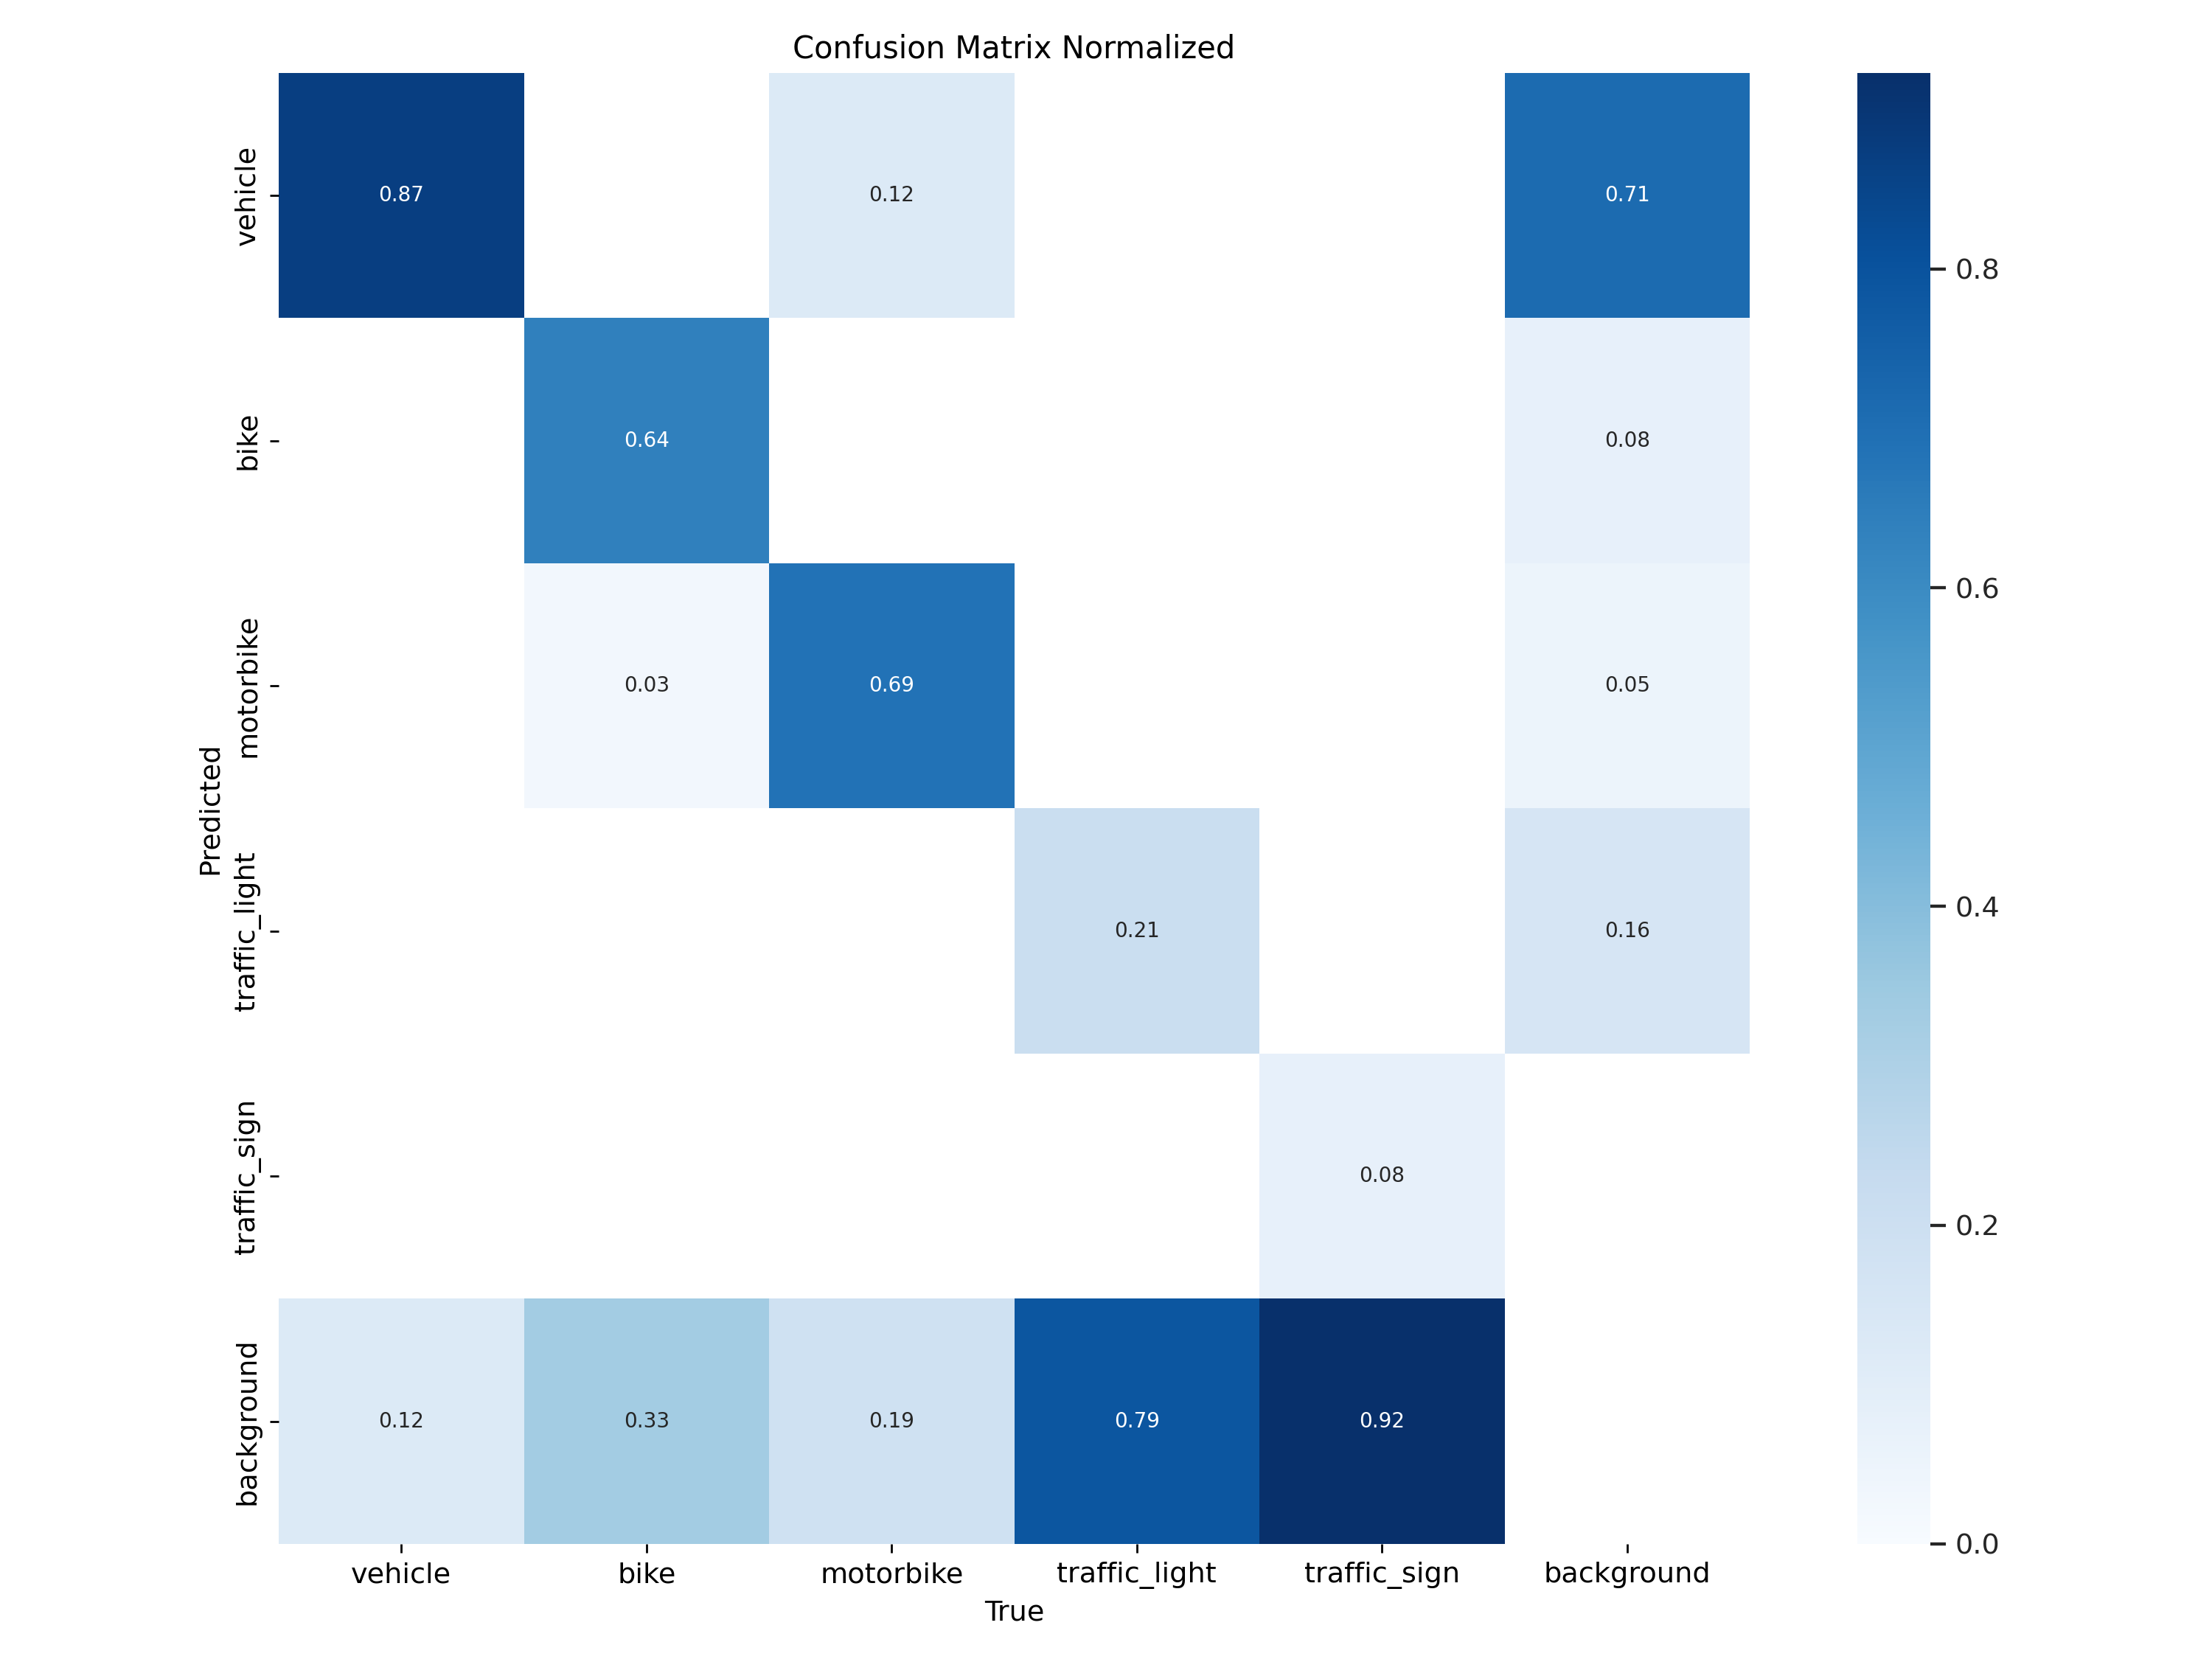 Confusion Matrix Normalized
vehicle
0.87
0.12
0.71
0.8
bike
0.64
0.08
0.6
motorbike
0.03
0.69
0.05
Predicted
traffic_light
0.21
0.16
0.4
traffic_sign
0.08
0.2
background
0.12
0.33
0.19
0.79
0.92
0.0
vehicle
bike
motorbike
traffic_light
traffic_sign
background
True